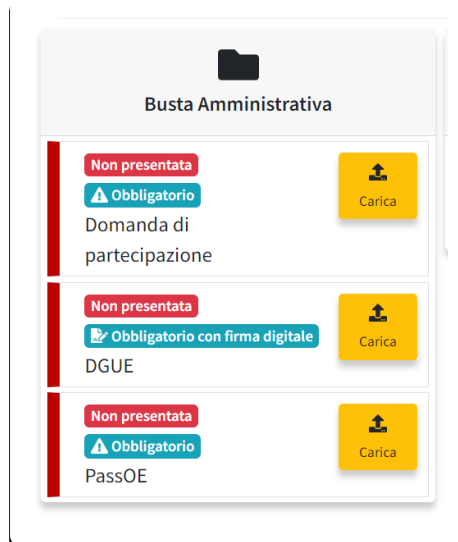 Busta Amministrativa
Non presentata
Obbligatorio
Domanda di
partecipazione
Carica
Non presentata
Obbligatorio con firma digitale
DGUE
Carica
Non presentata
Obbligatorio
PassOE
Carica